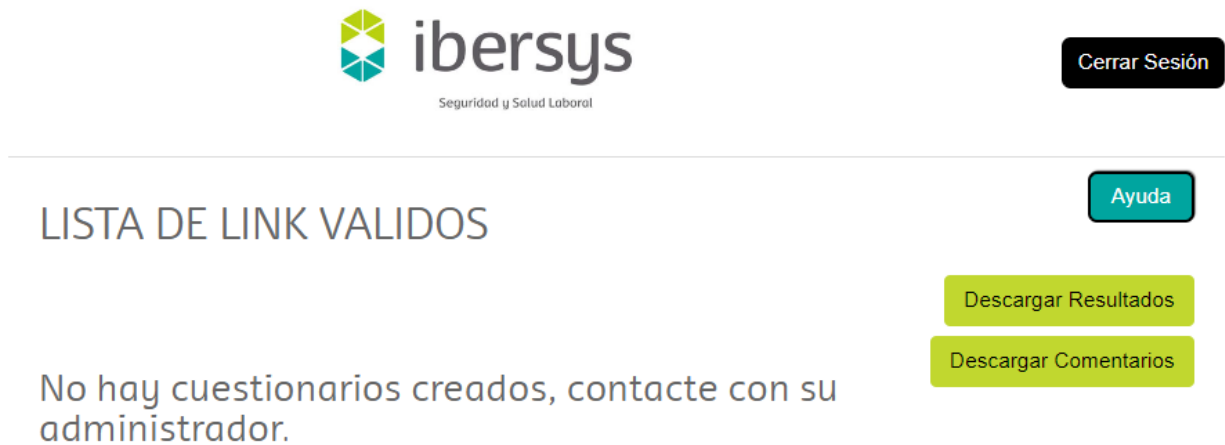 ibersys
Seguridad y Salud Laboral
Cerrar Sesión
Ayuda
LISTA DE LINK VALIDOS
Descargar Resultados
Descargar Comentarios
No hay cuestionarios creados, contacte con su
administrador.